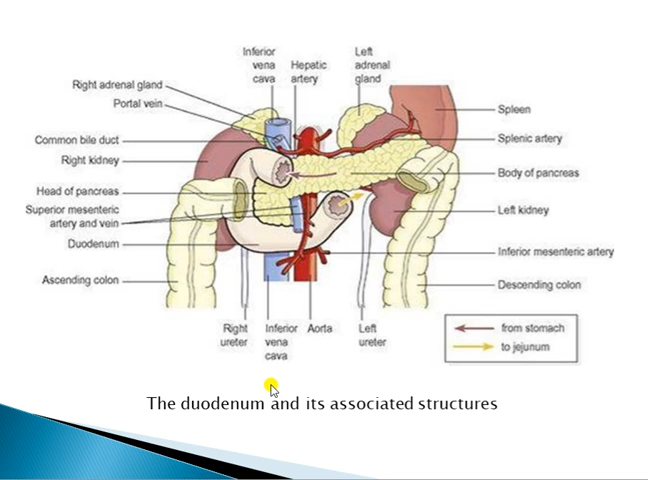 Inferior
vena
cava
Hepatic
artery
Left
adrenal
gland
Right adrenal gland
Portal vein
Common bile duct
Right kidney
Head of pancreas
Superior mesenteric
artery and vein
Duodenum
Ascending colon
Spleen
Splenic artery
Body of pancreas
Left kidney
Inferior mesenteric artery
Descending colon
Right
ureter
Inferior
vena
cava
Aorta
Left
ureter
from stomach
to jejunum
The duodenum and its associated structures